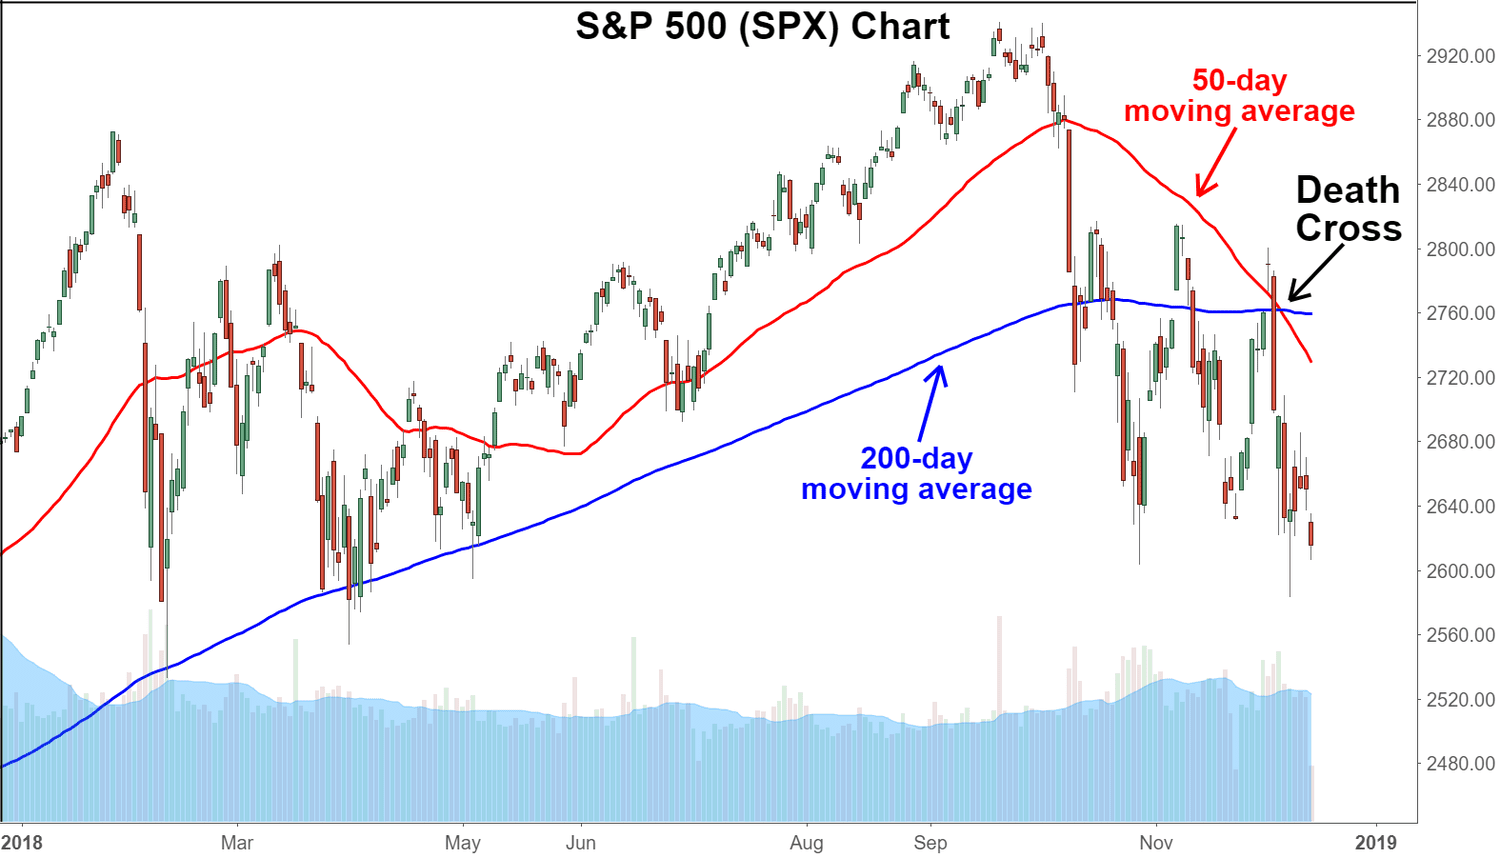 S&P 500 (SPX) Chart
50-day
moving average
Death
Cross
200-day
moving average
2920.00
2880.00
2840.00
2800.00
2760.00
2720.00
2680.00
2640.00
2600.00
2560.00
2520.00
2480.00
2018 Mar May Jun Aug Sep Nov 2019